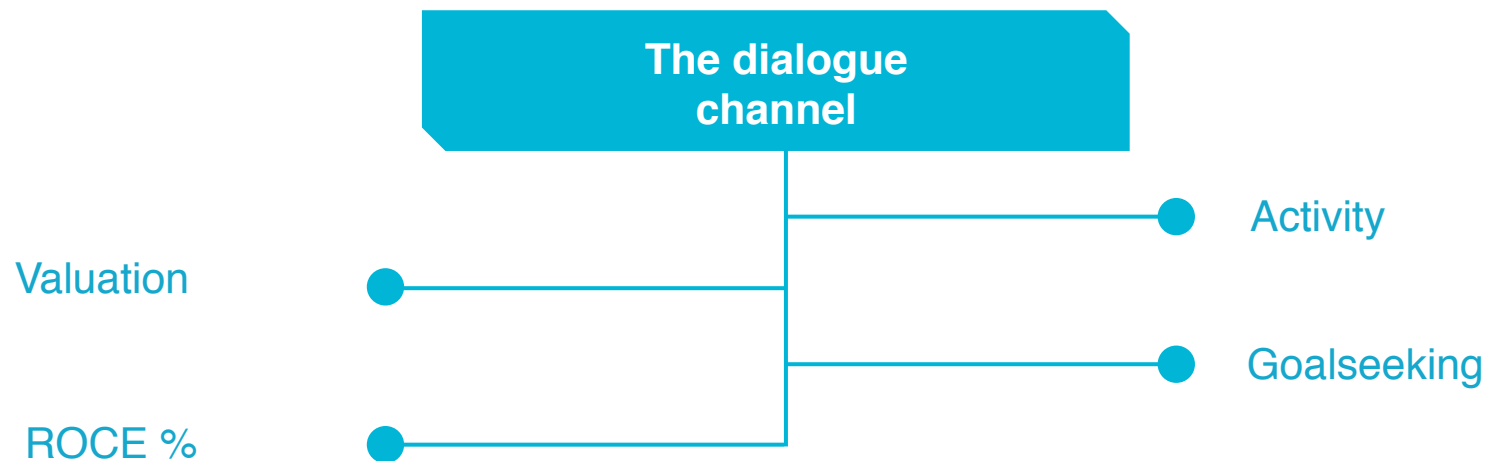 The dialogue
channel
Activity
Valuation
Goalseeking
ROCE %